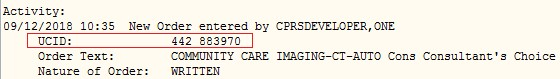 Activity:
09/12/2018 10:35  New Order entered by CPRSDEVELOPER,ONE
UCID: 442 883970
Order Text: COMMUNITY CARE IMAGING-CT-AUTO Cons Consultant's Choice
Nature of Order: WRITTEN